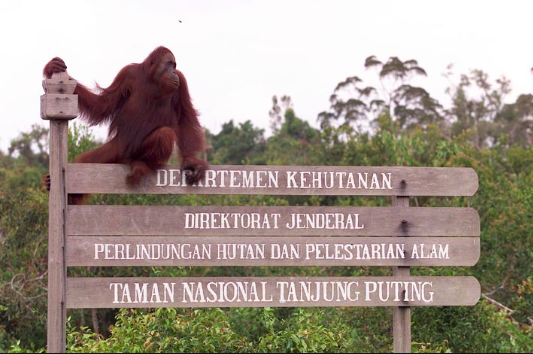 DEPARTEMEN KEHUTANAN
DIREKTORAT JENDERAL
PERLINDUNGAN HUTAN DAN PELESTARIAN ALAM
TAMAN NASIONAL TANJUNG PUTING